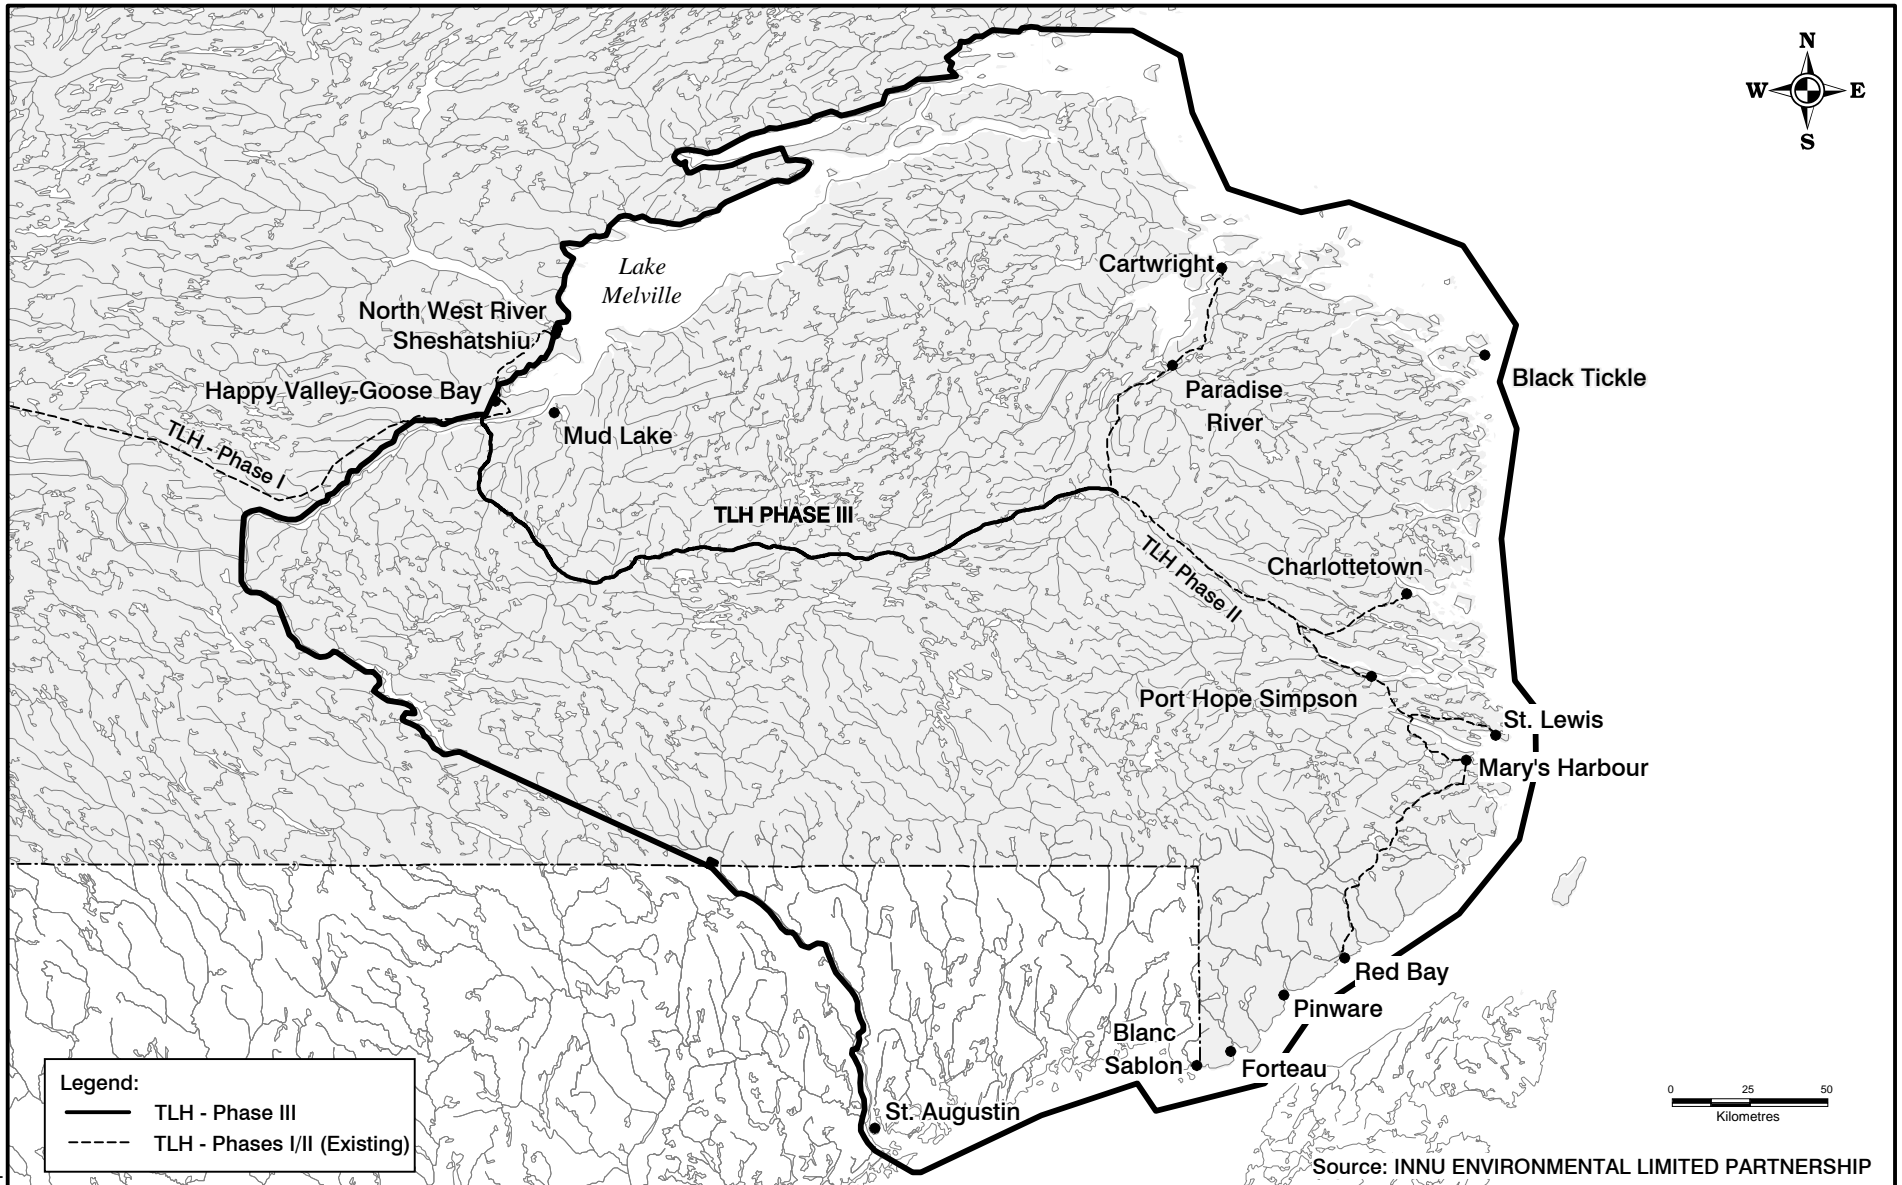 N
W E
S
Lake
Melville
Cartwright
North West River
Sheshatshiu
Black Tickle
Happy Valley-Goose Bay
Paradise
River
Mud Lake
TLH - Phase I
TLH PHASE III
TLH Phase II
Charlottetown
Port Hope Simpson
St. Lewis
Mary's Harbour
Red Bay
Pinware
Blanc
Sablon
Forteau
St. Augustin
Legend:
TLH - Phase III
TLH - Phases I/II (Existing)
0 25 50
Kilometres
Source: INNU ENVIRONMENTAL LIMITED PARTNERSHIP